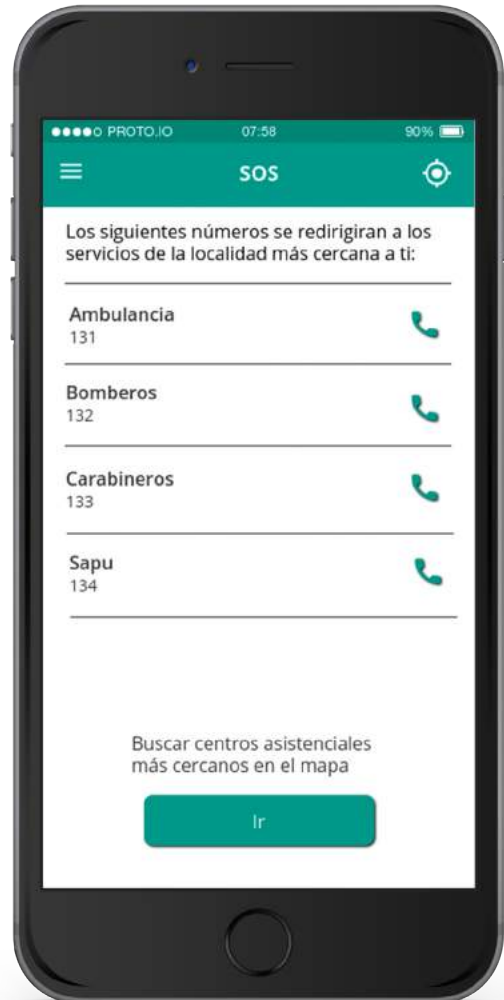 PROTO.IO 07:58 90%
SOS
Los siguientes números se redirigiran a los
servicios de la localidad más cercana a ti:
Ambulancia
131
Bomberos
132
Carabineros
133
Sapu
134
Buscar centros asistenciales
más cercanos en el mapa
Ir